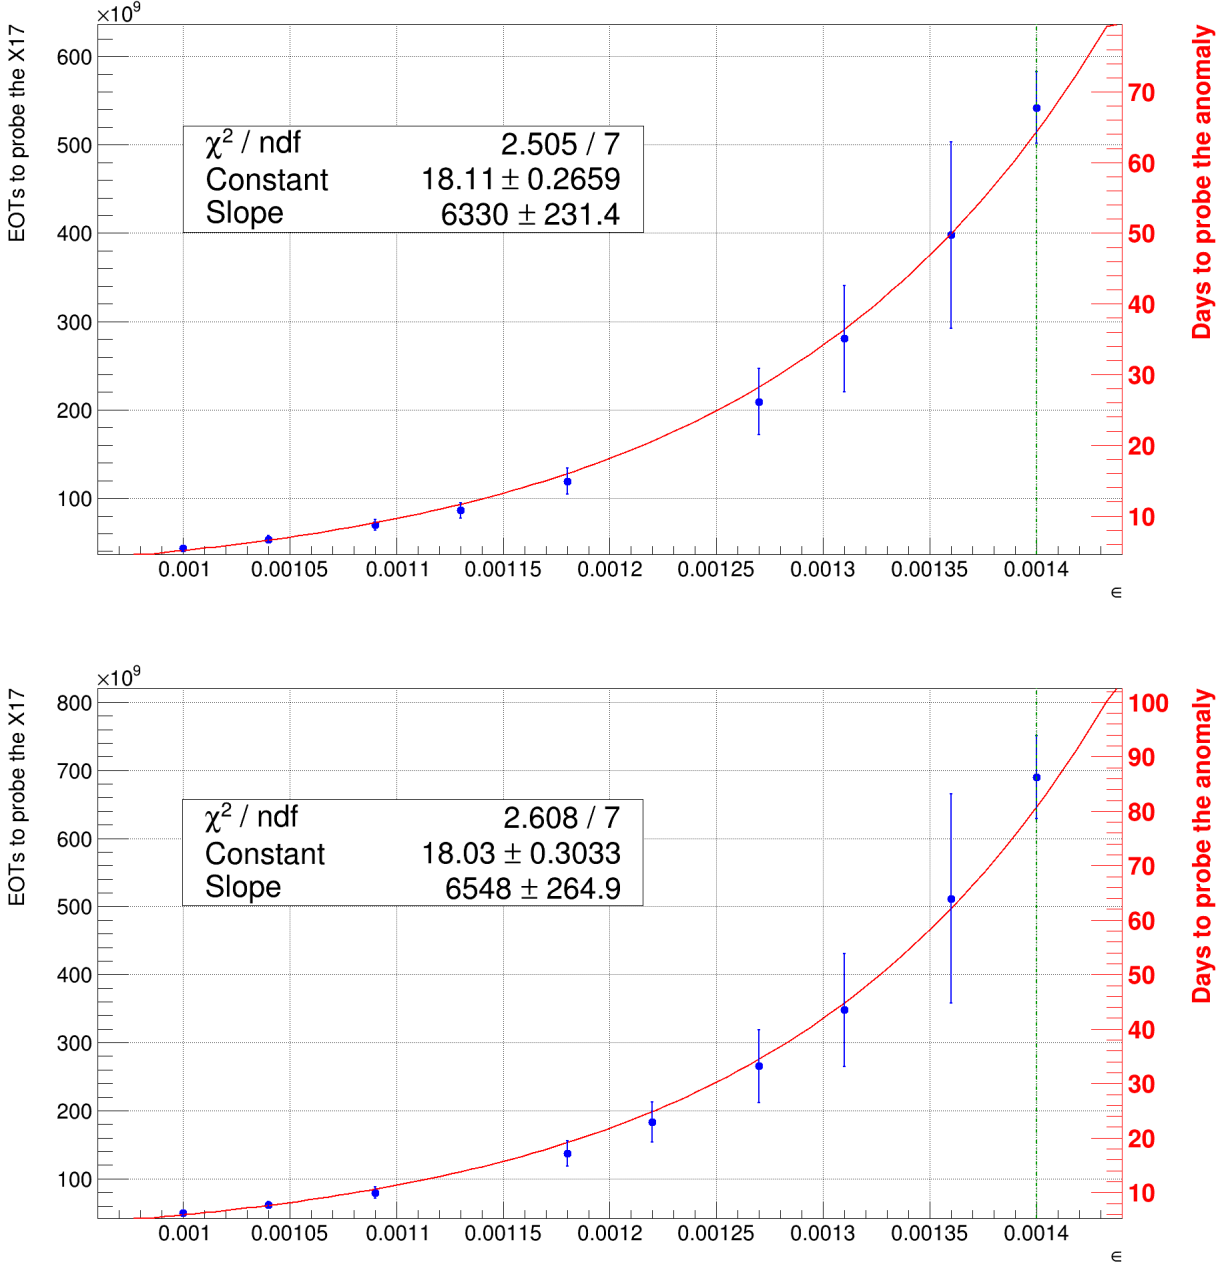 ×10⁹
EOTs to probe the X17
600
500
400
300
200
100
χ² / ndf 2.505 / 7
Constant 18.11 ± 0.2659
Slope 6330 ± 231.4
Days to probe the anomaly
70
60
50
40
30
20
10
0.001 0.00105 0.0011 0.00115 0.0012 0.00125 0.0013 0.00135 0.0014
∈
×10⁹
EOTs to probe the X17
800
700
600
500
400
300
200
100
χ² / ndf 2.608 / 7
Constant 18.03 ± 0.3033
Slope 6548 ± 264.9
Days to probe the anomaly
100
90
80
70
60
50
40
30
20
10
0.001 0.00105 0.0011 0.00115 0.0012 0.00125 0.0013 0.00135 0.0014
∈